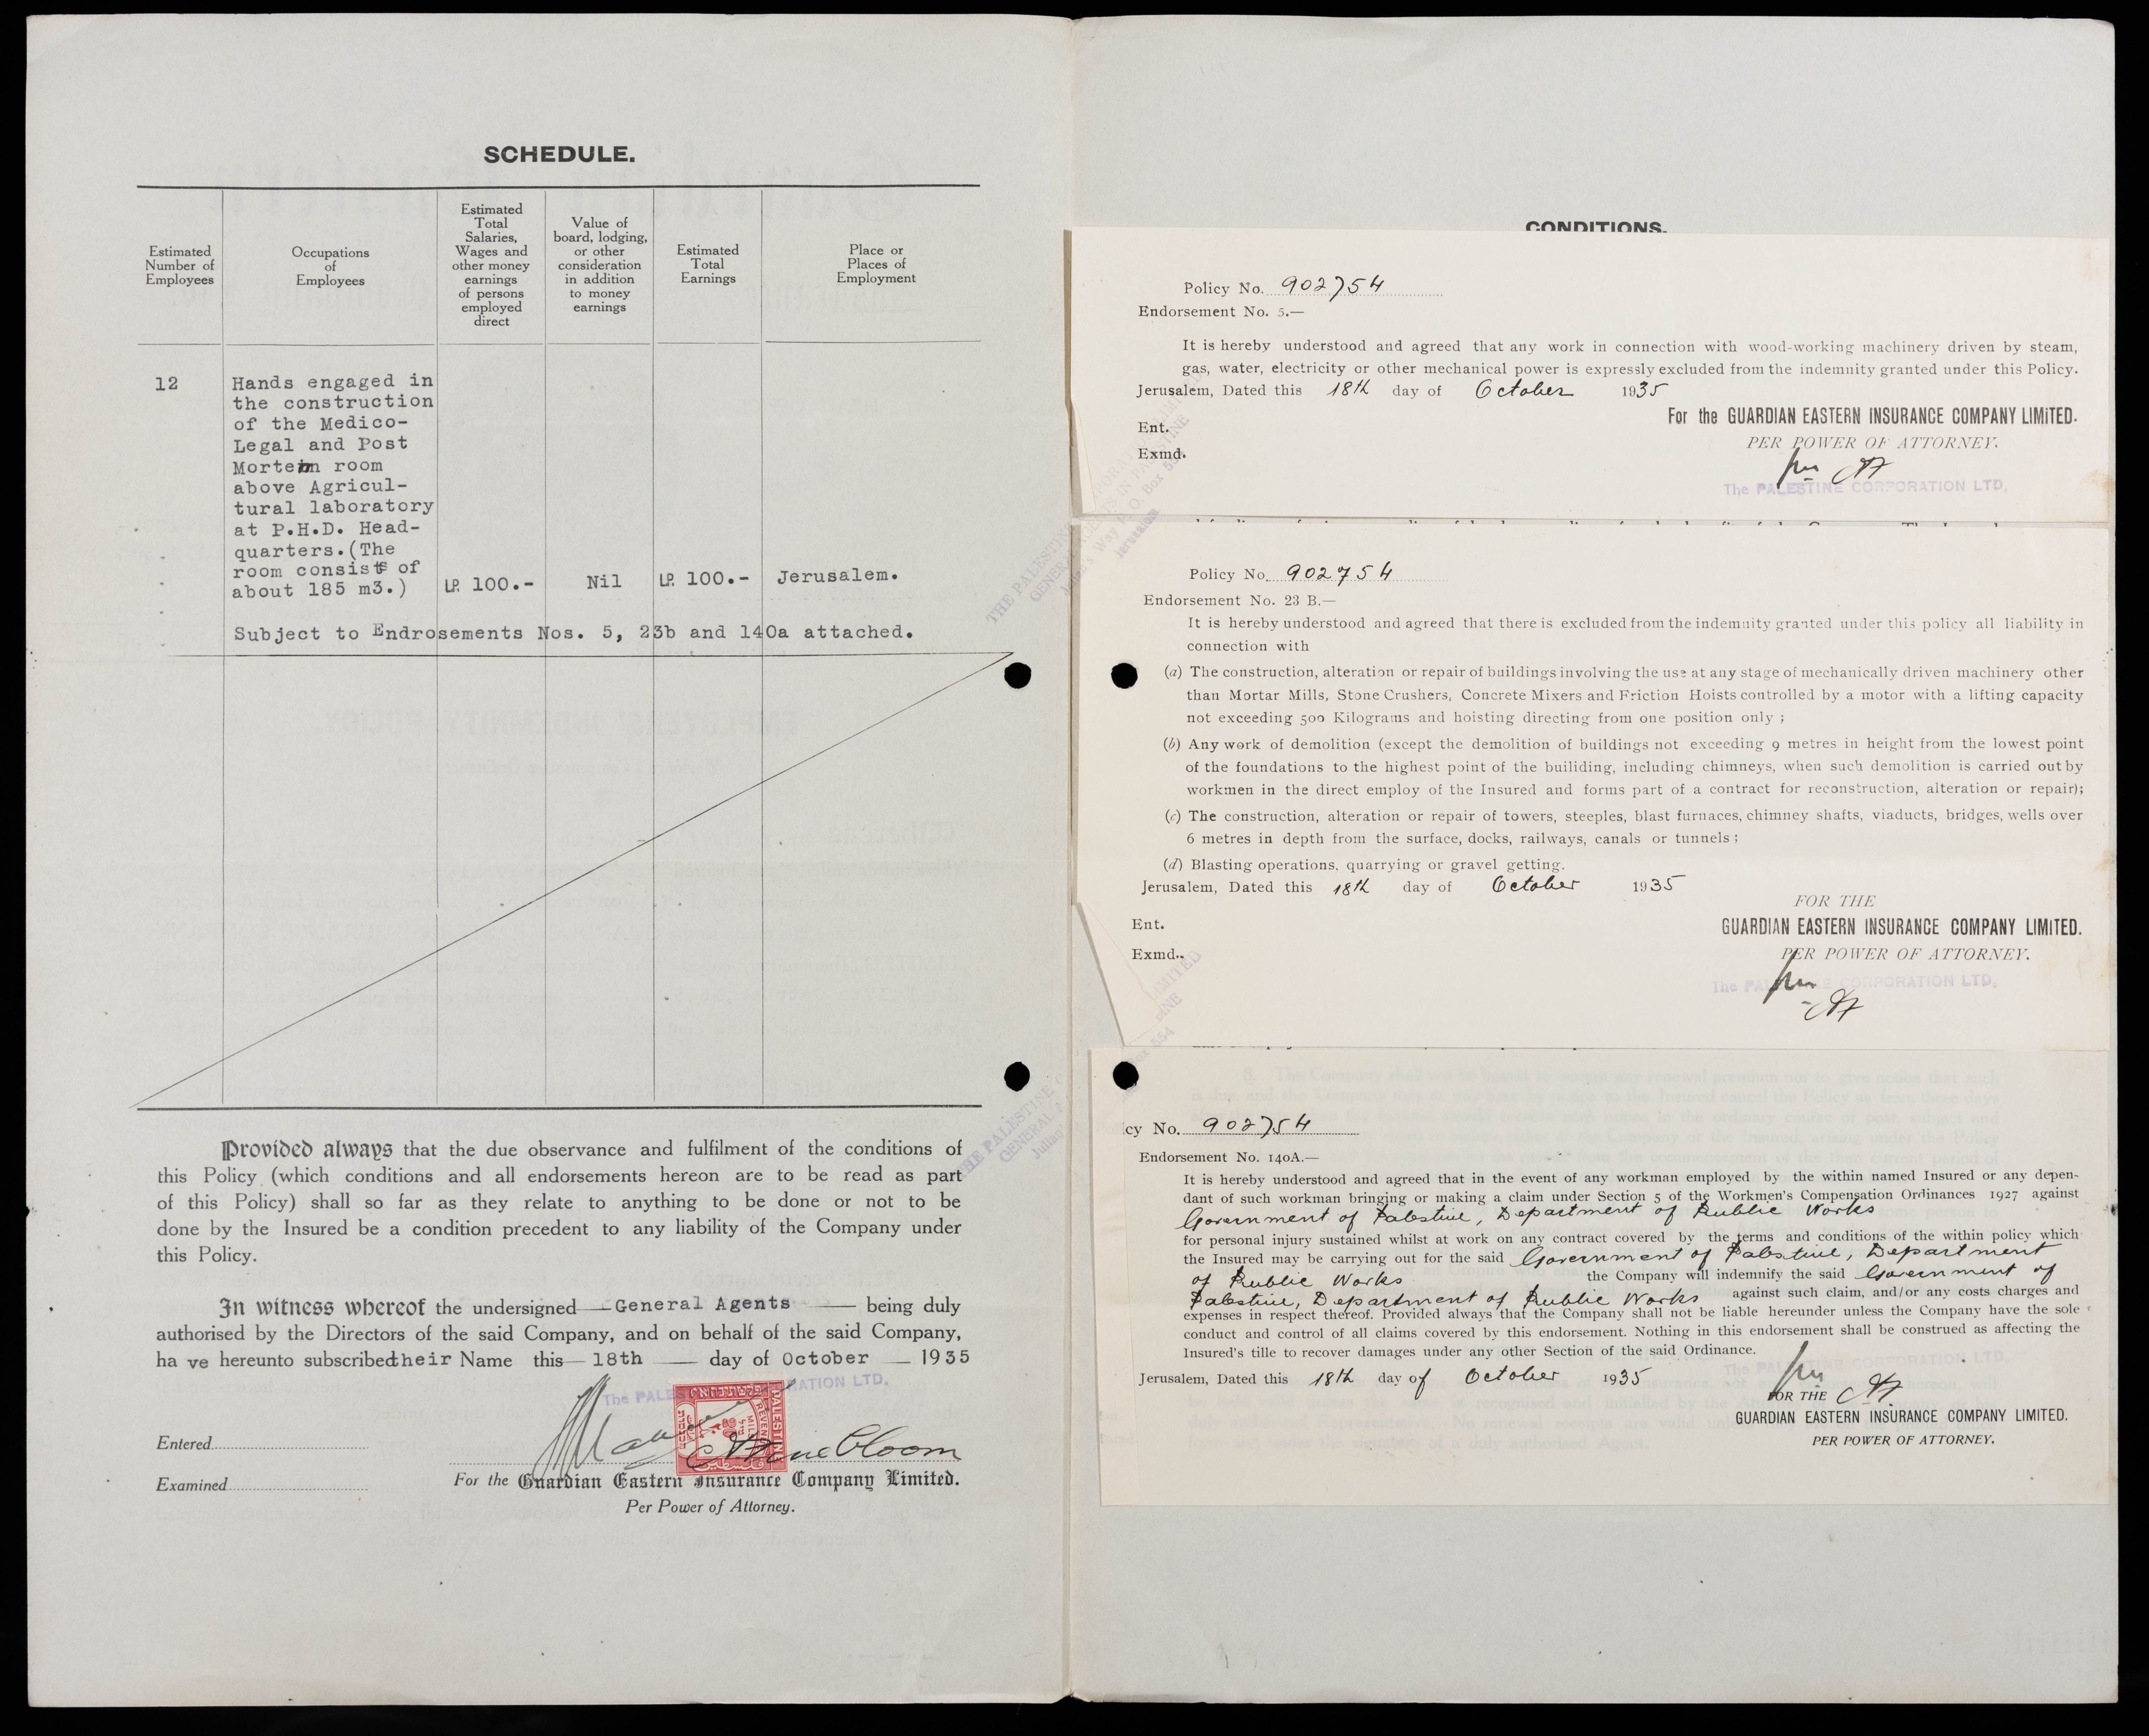 SCHEDULE.
Estimated
Number of
Employees
Occupations
of
Employees
Estimated
Total
Salaries,
Wages and
other money
earnings
of persons
employed
direct
Value of
board, lodging,
or other
consideration
in addition
to money
earnings
Estimated
Total
Earnings
Place or
Places of
Employment
12
Hands engaged in
the construction
of the Medico-
Legal and Post
Mortem room
above Agricul-
tural laboratory
at P.H.D. Head-
quarters.(The
room consists of
about 185 m3.)
LP. 100.-
Nil
LP. 100.-
Jerusalem.
Subject to Endrosements Nos. 5, 23b and 140a attached.
Provided always that the due observance and fulfilment of the conditions of
this Policy (which conditions and all endorsements hereon are to be read as part
of this Policy) shall so far as they relate to anything to be done or not to be
done by the Insured be a condition precedent to any liability of the Company under
this Policy.
In witness whereof the undersigned — General Agents — being duly
authorised by the Directors of the said Company, and on behalf of the said Company,
ha ve hereunto subscribed their Name this — 18th — day of October — 1935
The PALESTINE CORPORATION LTD.
PALESTINE
REVENUE
Entered
Examined
For the Guardian Eastern Insurance Company Limited.
Per Power of Attorney.
CONDITIONS.
Policy No. 902754
Endorsement No. 5.—
It is hereby understood and agreed that any work in connection with wood-working machinery driven by steam,
gas, water, electricity or other mechanical power is expressly excluded from the indemnity granted under this Policy.
Jerusalem, Dated this 18th day of October 1935
For the GUARDIAN EASTERN INSURANCE COMPANY LIMITED.
Ent.
PER POWER OF ATTORNEY.
Exmd.
The PALESTINE CORPORATION LTD.
Policy No. 902754
Endorsement No. 23 B.—
It is hereby understood and agreed that there is excluded from the indemnity granted under this policy all liability in
connection with
(a) The construction, alteration or repair of buildings involving the use at any stage of mechanically driven machinery other
than Mortar Mills, Stone Crushers, Concrete Mixers and Friction Hoists controlled by a motor with a lifting capacity
not exceeding 500 Kilograms and hoisting directing from one position only ;
(b) Any work of demolition (except the demolition of buildings not exceeding 9 metres in height from the lowest point
of the foundations to the highest point of the builiding, including chimneys, when such demolition is carried out by
workmen in the direct employ of the Insured and forms part of a contract for reconstruction, alteration or repair);
(c) The construction, alteration or repair of towers, steeples, blast furnaces, chimney shafts, viaducts, bridges, wells over
6 metres in depth from the surface, docks, railways, canals or tunnels ;
(d) Blasting operations, quarrying or gravel getting.
Jerusalem, Dated this 18th day of October 1935
FOR THE
Ent.
GUARDIAN EASTERN INSURANCE COMPANY LIMITED.
Exmd.
PER POWER OF ATTORNEY.
The PALESTINE CORPORATION LTD.
cy No. 902754
Endorsement No. 140A.—
It is hereby understood and agreed that in the event of any workman employed by the within named Insured or any depen-
dant of such workman bringing or making a claim under Section 5 of the Workmen's Compensation Ordinances 1927 against
Government of Palestine, Department of Public Works
for personal injury sustained whilst at work on any contract covered by the terms and conditions of the within policy which
the Insured may be carrying out for the said Government of Palestine, Department
of Public Works the Company will indemnify the said Government of
Palestine, Department of Public Works against such claim, and/or any costs charges and
expenses in respect thereof. Provided always that the Company shall not be liable hereunder unless the Company have the sole
conduct and control of all claims covered by this endorsement. Nothing in this endorsement shall be construed as affecting the
Insured's tille to recover damages under any other Section of the said Ordinance.
Jerusalem, Dated this 18th day of October 1935
The PALESTINE CORPORATION LTD.
FOR THE
GUARDIAN EASTERN INSURANCE COMPANY LIMITED.
PER POWER OF ATTORNEY.